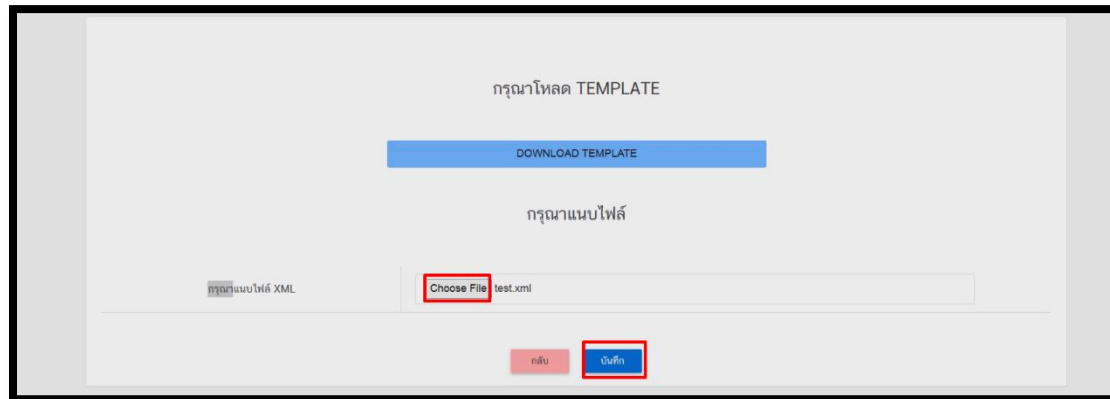 กรุณาโหลด TEMPLATE
DOWNLOAD TEMPLATE
กรุณาแนบไฟล์
กรุณาแนบไฟล์ XML
Choose File test.xml
กลับ บันทึก